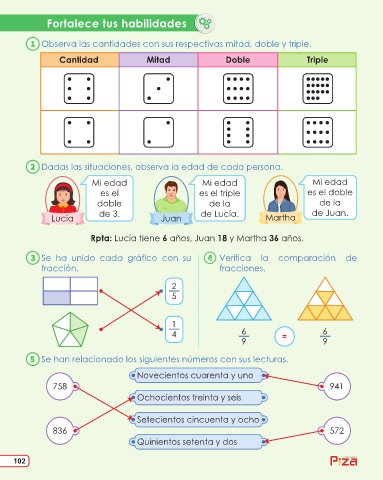 Fortalece tus habilidades
1 Observa las cantidades con sus respectivas mitad, doble y triple.
Cantidad Mitad Doble Triple
2 Dadas las situaciones, observa la edad de cada persona.
Mi edad
es el
doble
de 3.
Lucía
Mi edad
es el triple
de la
de Lucía.
Juan
Mi edad
es el doble
de la
de Juan.
Martha
Rpta: Lucía tiene 6 años, Juan 18 y Martha 36 años.
3 Se ha unido cada gráfico con su
fracción.
2
5
1
4
4 Verifica la comparación de
fracciones.
6
9
=
6
9
5 Se han relacionado los siguientes números con sus lecturas.
758
836
Novecientos cuarenta y uno
Ochocientos treinta y seis
Setecientos cincuenta y ocho
Quinientos setenta y dos
941
572
102
Pizza